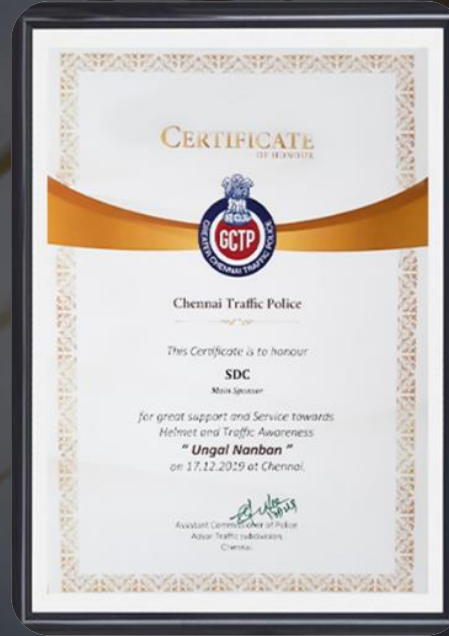 CERTIFICATE
OF HONOUR
GREATER CHENNAI TRAFFIC POLICE
GCTP
Chennai Traffic Police
This Certificate is to honour
SDC
Main Sponsor
for great support and Service towards
Helmet and Traffic Awareness
" Ungal Nanban "
on 17.12.2019 at Chennai.
Assistant Commissioner of Police
Adyar Traffic subdivision,
Chennai.